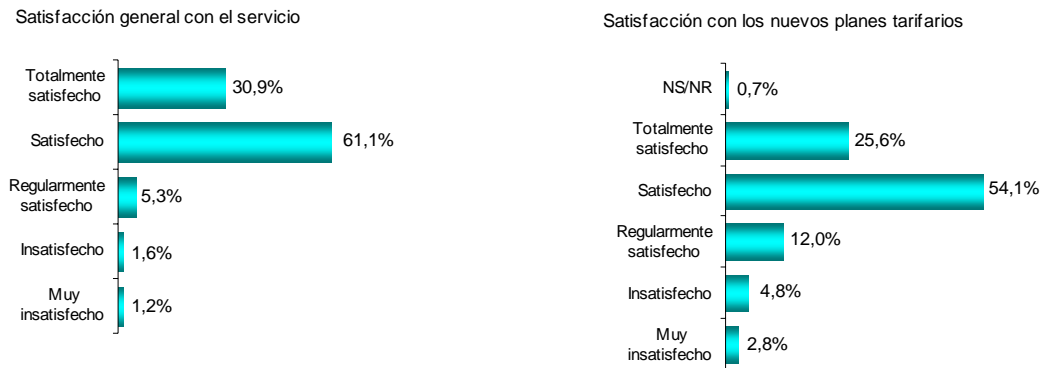 Satisfacción general con el servicio
Totalmente
satisfecho
30,9%
Satisfecho
61,1%
Regularmente
satisfecho
5,3%
Insatisfecho
1,6%
Muy
insatisfecho
1,2%
Satisfacción con los nuevos planes tarifarios
NS/NR
0,7%
Totalmente
satisfecho
25,6%
Satisfecho
54,1%
Regularmente
satisfecho
12,0%
Insatisfecho
4,8%
Muy
insatisfecho
2,8%